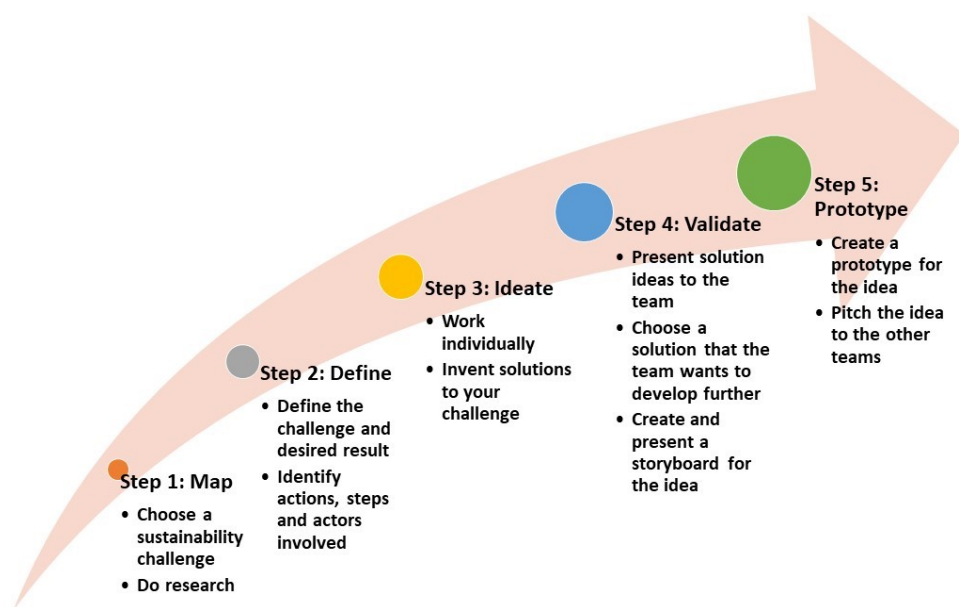 Step 1: Map
• Choose a
sustainability
challenge
• Do research
Step 2: Define
• Define the
challenge and
desired result
• Identify
actions, steps
and actors
involved
Step 3: Ideate
• Work
individually
• Invent solutions
to your
challenge
Step 4: Validate
• Present solution
ideas to the
team
• Choose a
solution that the
team wants to
develop further
• Create and
present a
storyboard for
the idea
Step 5:
Prototype
• Create a
prototype for
the idea
• Pitch the idea
to the other
teams